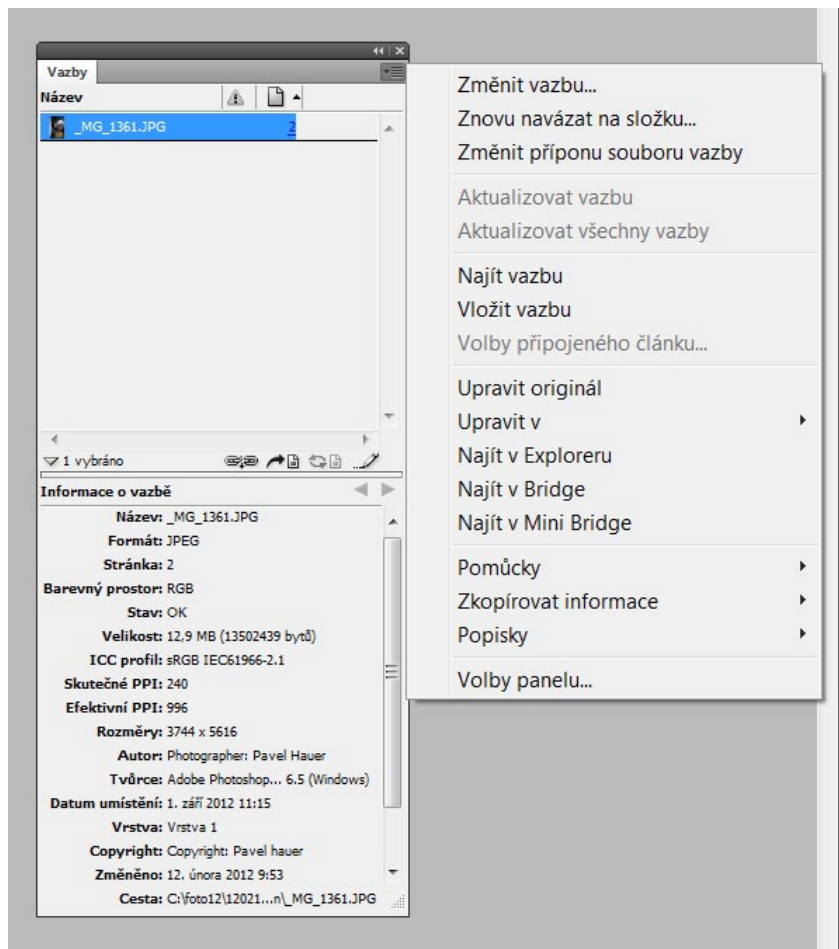 Vazby
Název
_MG_1361.JPG 2
1 vybráno
Informace o vazbě
Název: _MG_1361.JPG
Formát: JPEG
Stránka: 2
Barevný prostor: RGB
Stav: OK
Velikost: 12,9 MB (13502439 bytů)
ICC profil: sRGB IEC61966-2.1
Skutečné PPI: 240
Efektivní PPI: 996
Rozměry: 3744 x 5616
Autor: Photographer: Pavel Hauer
Tvůrce: Adobe Photoshop... 6.5 (Windows)
Datum umístění: 1. září 2012 11:15
Vrstva: Vrstva 1
Copyright: Copyright: Pavel hauer
Změněno: 12. února 2012 9:53
Cesta: C:\foto12\12021...n\_MG_1361.JPG
Změnit vazbu...
Znovu navázat na složku...
Změnit příponu souboru vazby
Aktualizovat vazbu
Aktualizovat všechny vazby
Najít vazbu
Vložit vazbu
Volby připojeného článku...
Upravit originál
Upravit v
Najít v Exploreru
Najít v Bridge
Najít v Mini Bridge
Pomůcky
Zkopírovat informace
Popisky
Volby panelu...